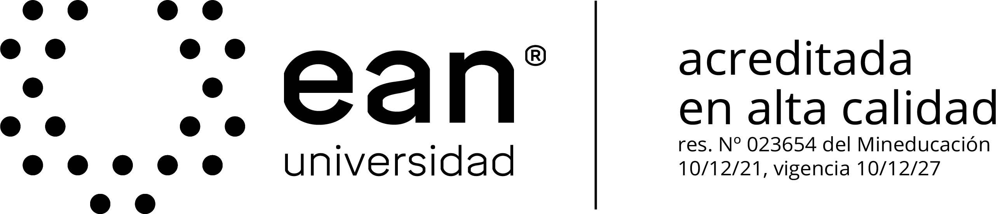 ean®
universidad
acreditada
en alta calidad
res. Nº 023654 del Mineducación
10/12/21, vigencia 10/12/27